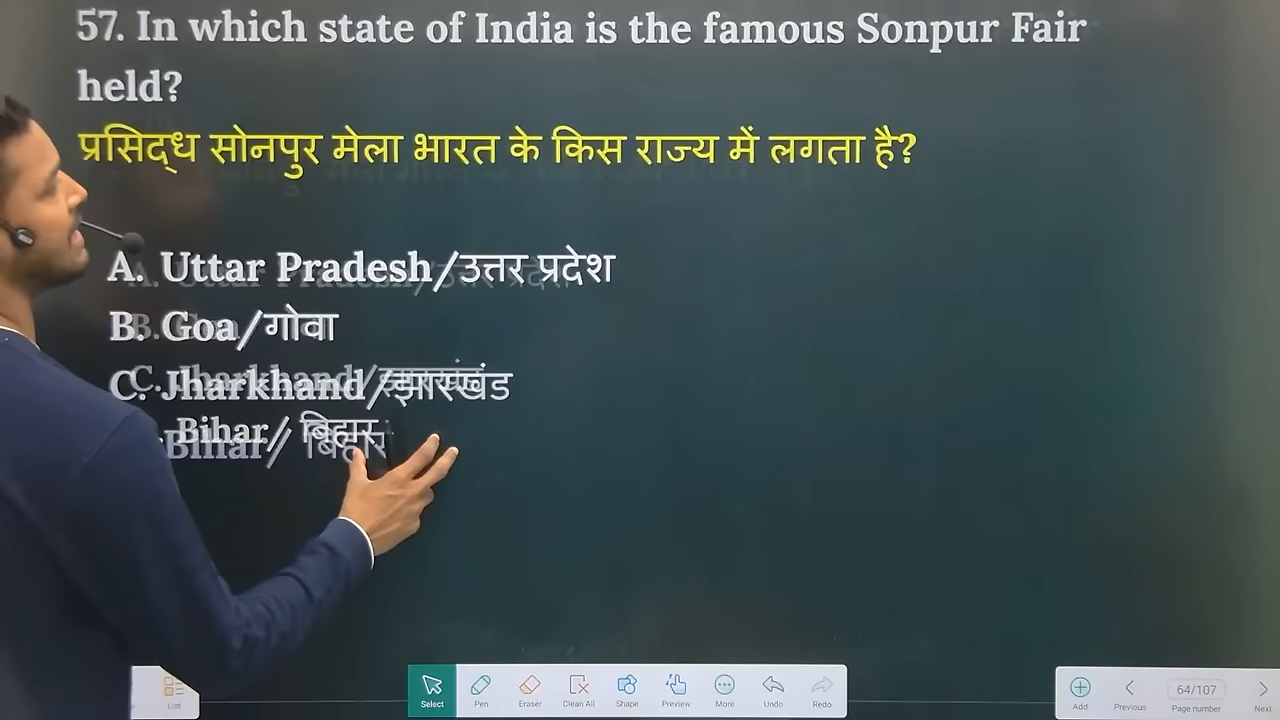 57. In which state of India is the famous Sonpur Fair
held?
प्रसिद्ध सोनपुर मेला भारत के किस राज्य में लगता है?
A. Uttar Pradesh/उत्तर प्रदेश
B. Goa/गोवा
C. Jharkhand/झारखंड
Bihar/ बिहार
List
Select
Pen
Eraser
Clean All
Shape
Preview
More
Undo
Redo
Add
Previous
64/107
Page number
Next